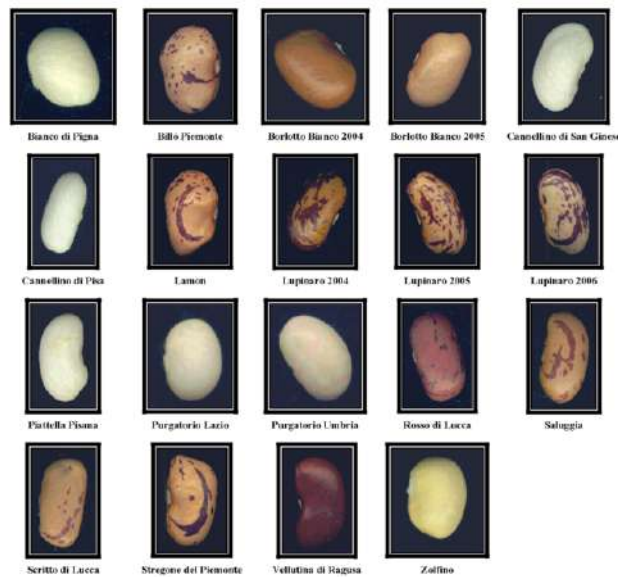 Bianco di Pigna
Billò Piemonte
Borlotto Bianco 2004
Borlotto Bianco 2005
Cannellino di San Ginese
Cannellino di Pisa
Lamon
Lupinaro 2004
Lupinaro 2005
Lupinaro 2006
Piattella Pisana
Purgatorio Lazio
Purgatorio Umbria
Rosso di Lucca
Saluggia
Scritto di Lucca
Stregone del Piemonte
Vellutina di Ragusa
Zolfino